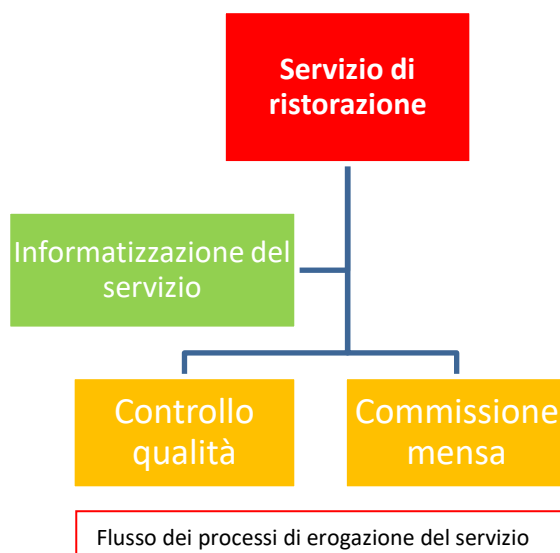 Servizio di
ristorazione
Informatizzazione del
servizio
Controllo
qualità
Commissione
mensa
Flusso dei processi di erogazione del servizio